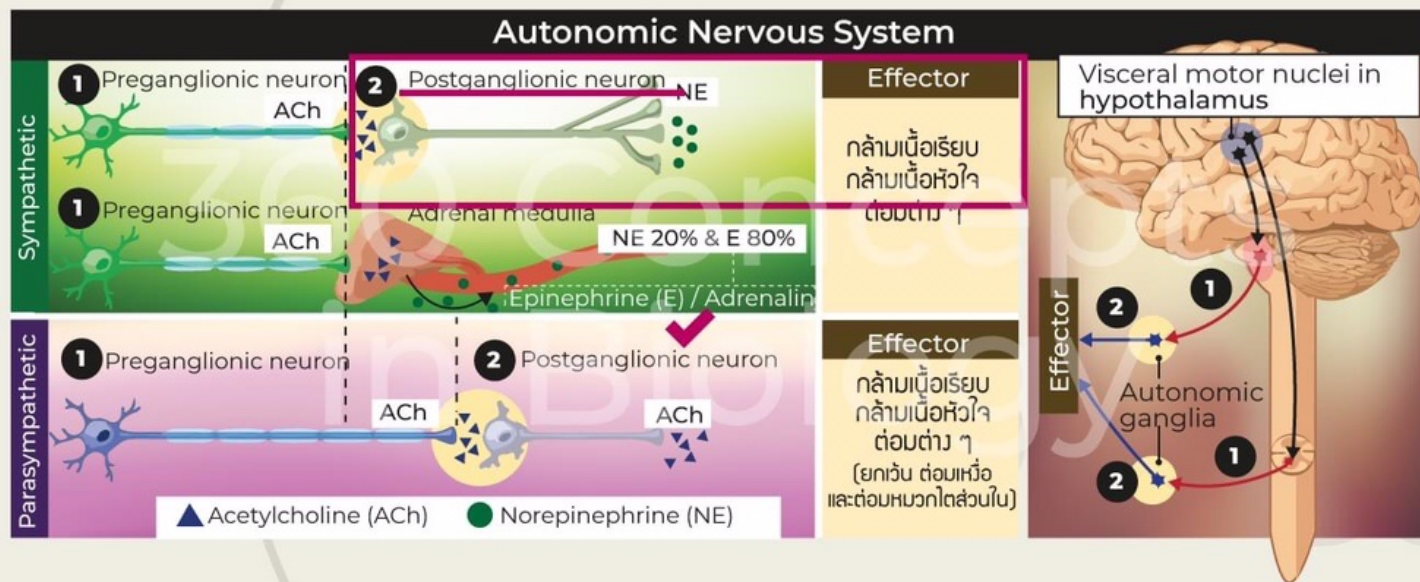 Autonomic Nervous System
Sympathetic
1 Preganglionic neuron
ACh
2 Postganglionic neuron
NE
Effector
กล้ามเนื้อเรียบ
กล้ามเนื้อหัวใจ
ต่อมต่าง ๆ
1 Preganglionic neuron
ACh
Adrenal medulla
NE 20% & E 80%
Epinephrine (E) / Adrenalin
Parasympathetic
1 Preganglionic neuron
ACh
2 Postganglionic neuron
ACh
Effector
กล้ามเนื้อเรียบ
กล้ามเนื้อหัวใจ
ต่อมต่าง ๆ
(ยกเว้น ต่อมเหงื่อ
และต่อมหมวกไตส่วนใน)
Acetylcholine (ACh)
Norepinephrine (NE)
Visceral motor nuclei in
hypothalamus
Effector
2
1
Autonomic
ganglia
2
1
360 Concepts
in Biology